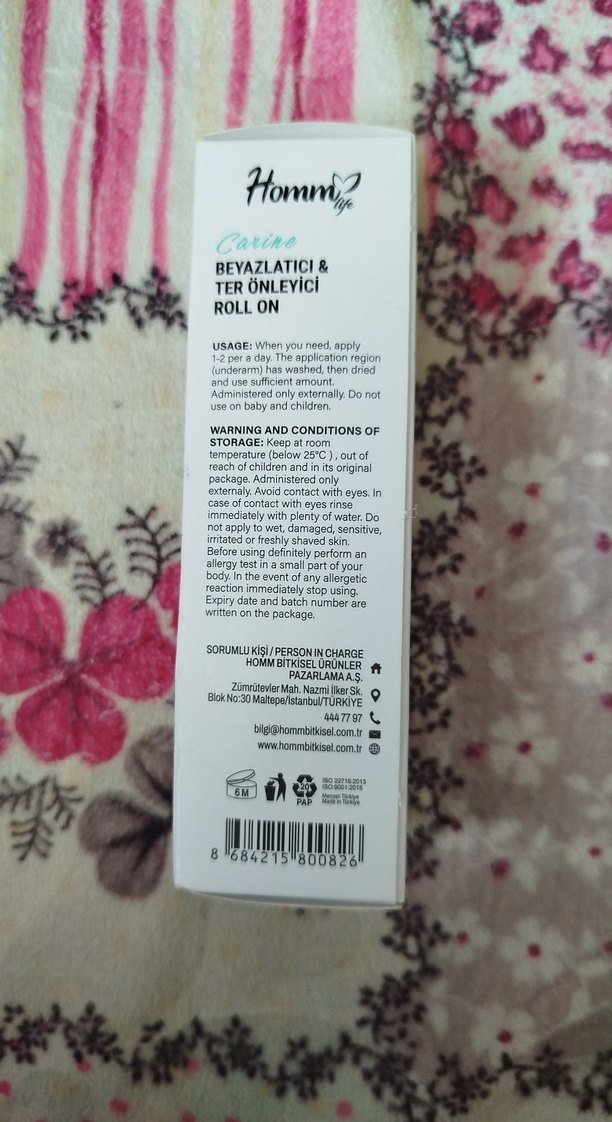 Homm
life
Carine
BEYAZLATICI &
TER ÖNLEYİCİ
ROLL ON
USAGE: When you need, apply
1-2 per a day. The application region
(underarm) has washed, then dried
and use sufficient amount.
Administered only externally. Do not
use on baby and children.
WARNING AND CONDITIONS OF
STORAGE: Keep at room
temperature (below 25°C ) , out of
reach of children and in its original
package. Administered only
externaly. Avoid contact with eyes. In
case of contact with eyes rinse
immediately with plenty of water. Do
not apply to wet, damaged, sensitive,
irritated or freshly shaved skin.
Before using definitely perform an
allergy test in a small part of your
body. In the event of any allergetic
reaction immediately stop using.
Expiry date and batch number are
written on the package.
SORUMLU KİŞİ / PERSON IN CHARGE
HOMM BİTKİSEL ÜRÜNLER
PAZARLAMA A.Ş.
Zümrütevler Mah. Nazmi İlker Sk.
Blok No:30 Maltepe/İstanbul/TÜRKİYE
444 77 97
bilgi@hommbitkisel.com.tr
www.hommbitkisel.com.tr
6 M
20
PAP
ISO 22716:2013
ISO:9001:2015
Menşei: Türkiye
Made in Türkiye
8 684215 800826